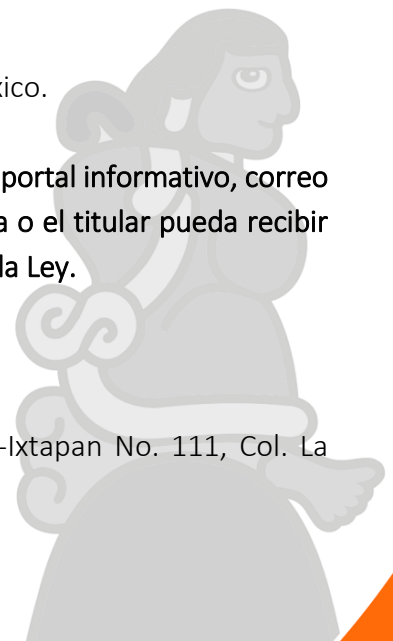 xico.
portal informativo, correo
a o el titular pueda recibir
la Ley.
-Ixtapan No. 111, Col. La